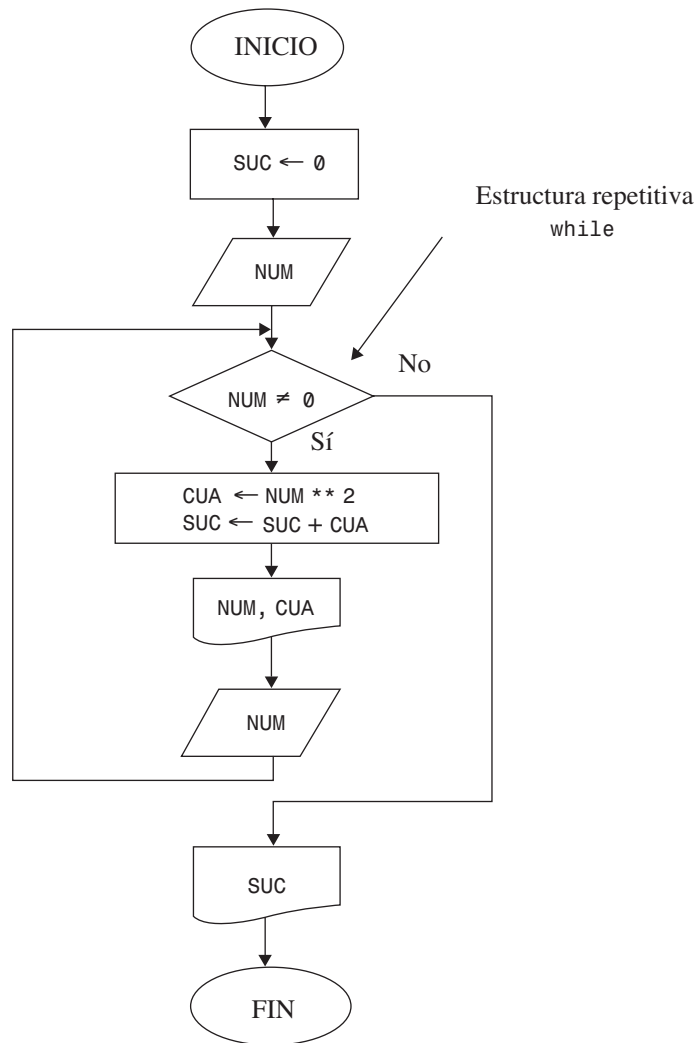 INICIO
SUC ← 0
Estructura repetitiva
while
NUM
No
NUM ≠ 0
Sí
CUA ← NUM ** 2
SUC ← SUC + CUA
NUM, CUA
NUM
SUC
FIN